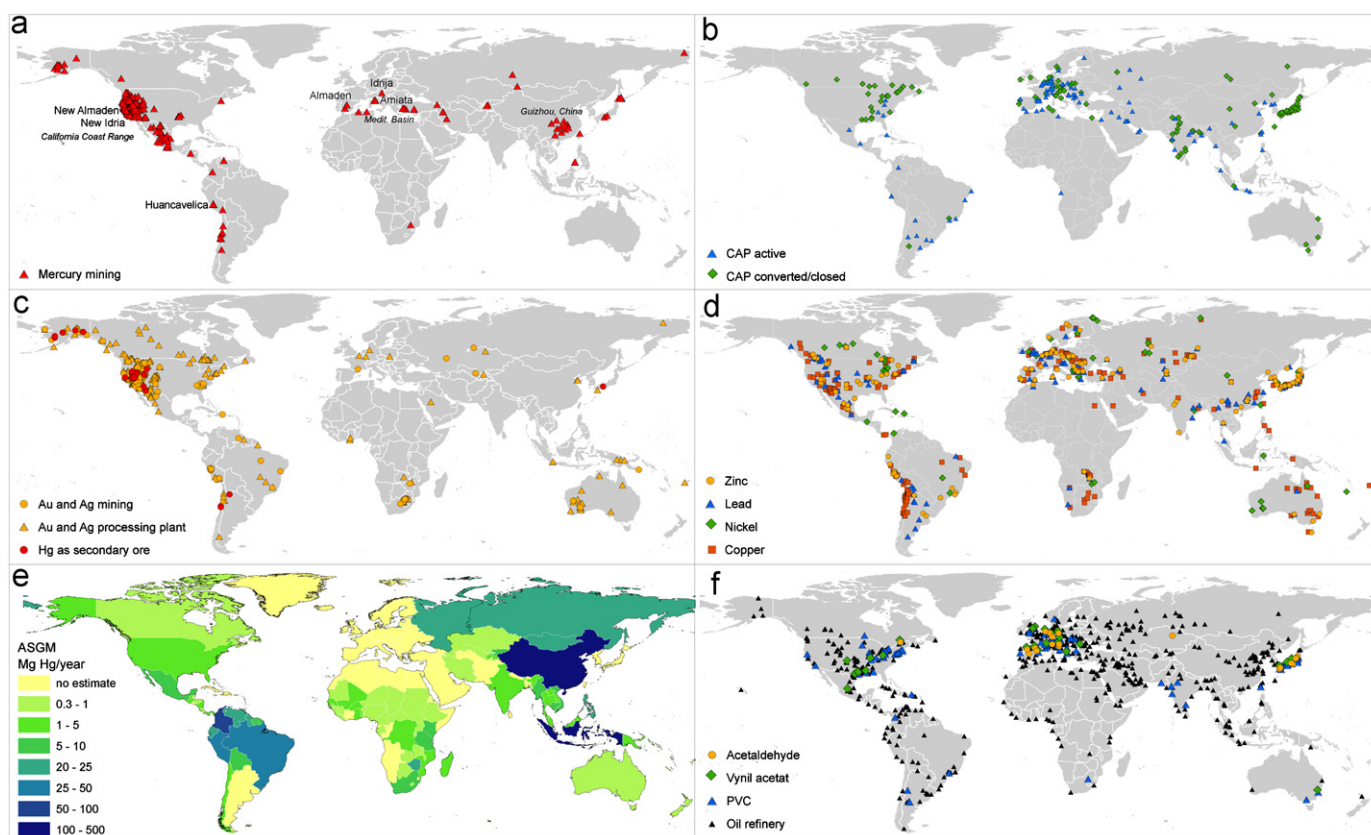 a
Idrija
Almaden
Amiata
New Almaden
Guizhou, China
Medit. Basin
New Idria
California Coast Range
Huancavelica
Mercury mining
b
CAP active
CAP converted/closed
c
Au and Ag mining
Au and Ag processing plant
Hg as secondary ore
d
Zinc
Lead
Nickel
Copper
e
ASGM
Mg Hg/year
no estimate
0.3 - 1
1 - 5
5 - 10
20 - 25
25 - 50
50 - 100
100 - 500
f
Acetaldehyde
Vynil acetat
PVC
Oil refinery